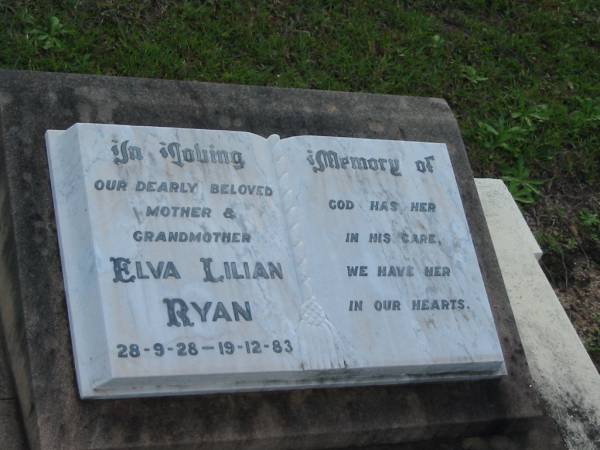 In Loving
OUR DEARLY BELOVED
MOTHER &
GRANDMOTHER
ELVA LILIAN
RYAN
28-9-28-19-12-83
Memory of
GOD HAS HER
IN HIS CARE,
WE HAVE HER
IN OUR HEARTS.